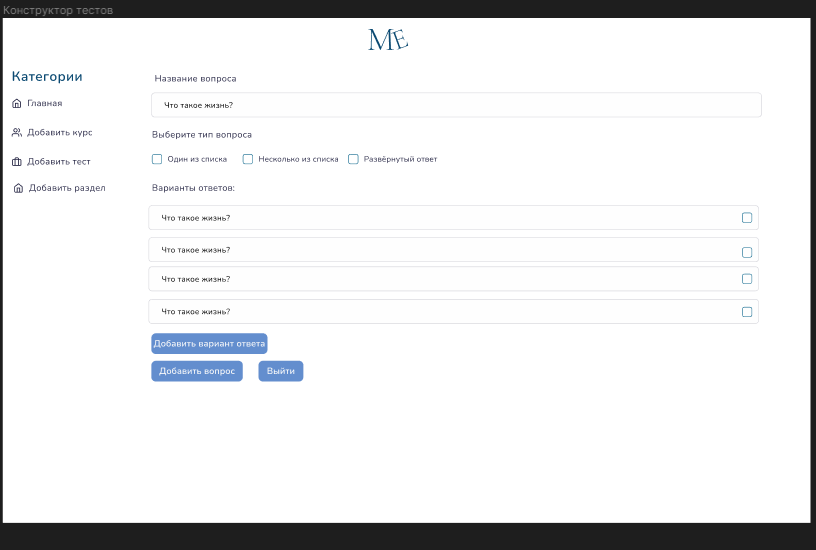 Конструктор тестов
ME
Категории
Главная
Добавить курс
Добавить тест
Добавить раздел
Название вопроса
Что такое жизнь?
Выберите тип вопроса
Один из списка
Несколько из списка
Развёрнутый ответ
Варианты ответов:
Что такое жизнь?
Что такое жизнь?
Что такое жизнь?
Что такое жизнь?
Добавить вариант ответа
Добавить вопрос
Выйти